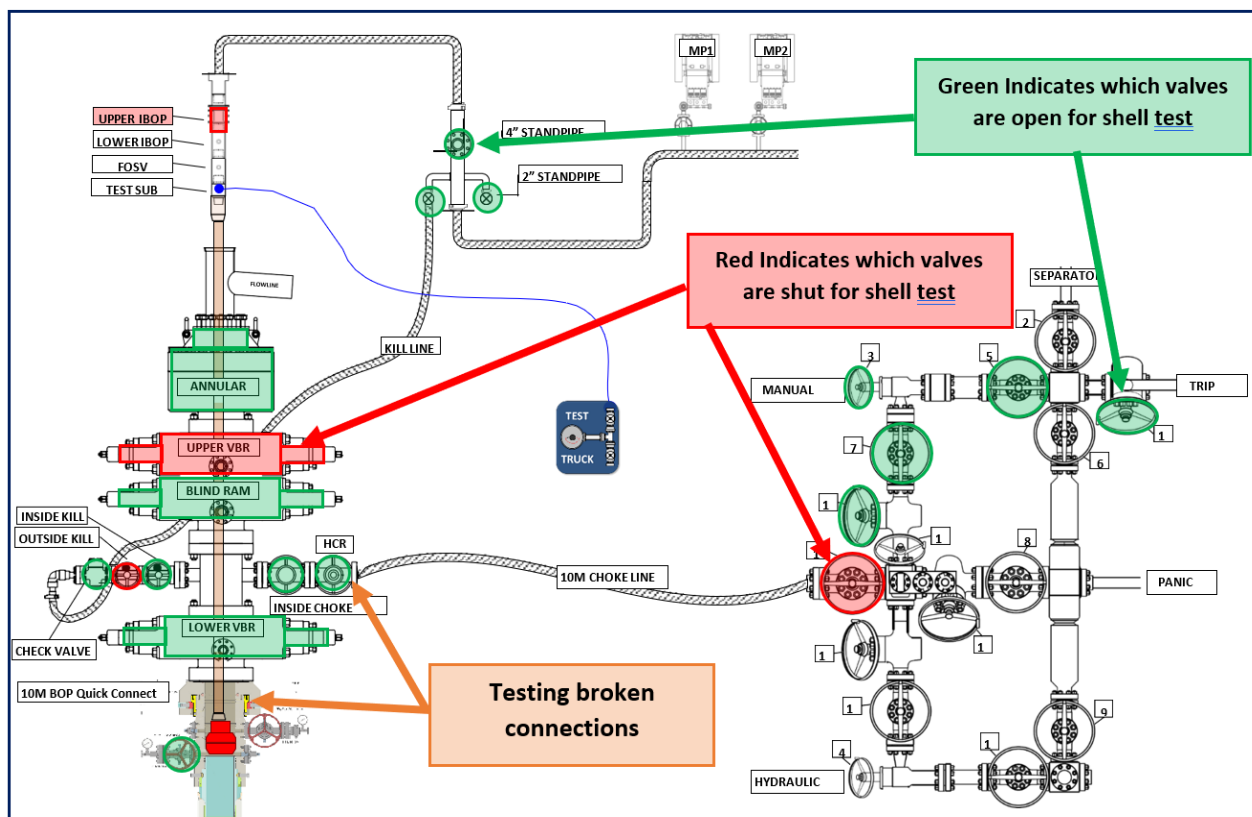 MP1
MP2
Green Indicates which valves
are open for shell test
UPPER IBOP
LOWER IBOP
FOSV
TEST SUB
4” STANDPIPE
2” STANDPIPE
Red Indicates which valves
are shut for shell test
FLOWLINE
SEPARATOR
2
3
5
KILL LINE
MANUAL
TRIP
ANNULAR
TEST
TRUCK
1
7
6
UPPER VBR
BLIND RAM
INSIDE KILL
OUTSIDE KILL
HCR
1
1
1
8
10M CHOKE LINE
PANIC
INSIDE CHOKE
LOWER VBR
CHECK VALVE
1
1
10M BOP Quick Connect
Testing broken
connections
1
9
1
4
HYDRAULIC